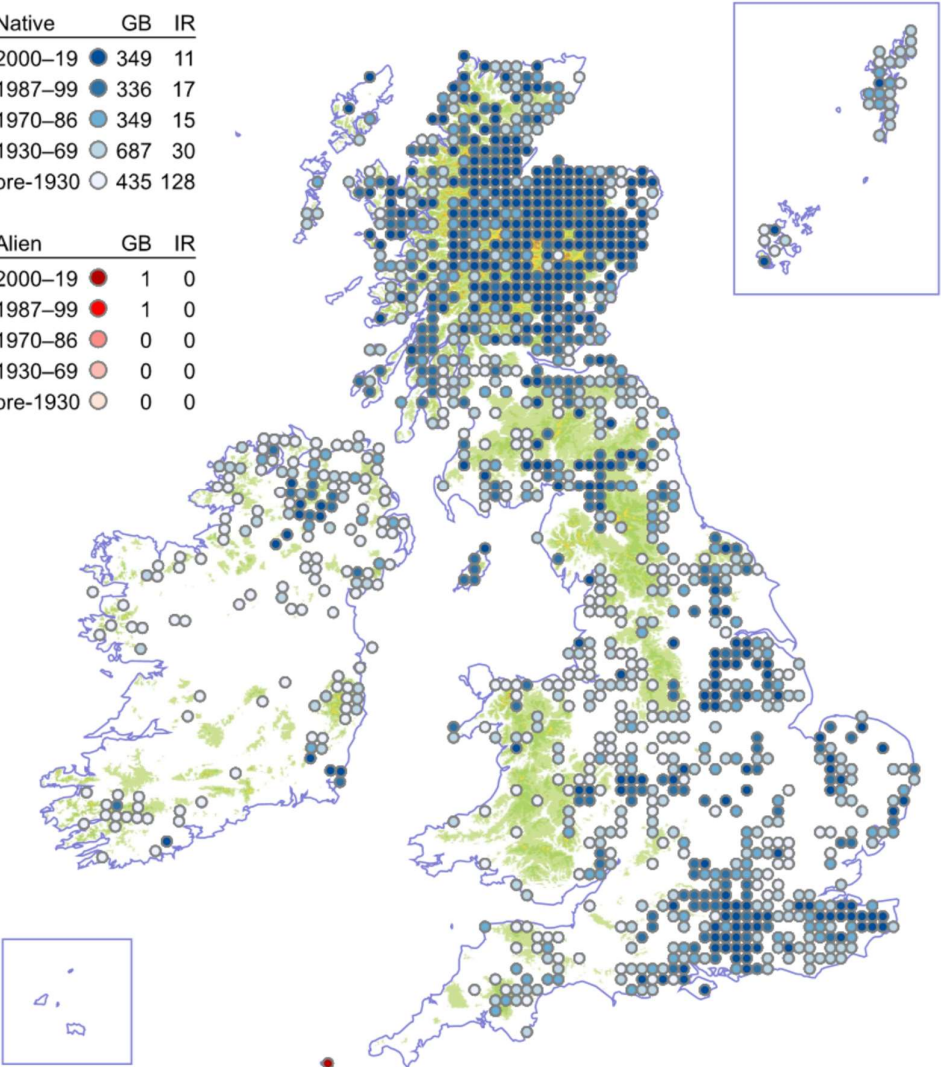 Native GB IR
2000–19 349 11
1987–99 336 17
1970–86 349 15
1930–69 687 30
pre-1930 435 128
Alien GB IR
2000–19 1 0
1987–99 1 0
1970–86 0 0
1930–69 0 0
pre-1930 0 0